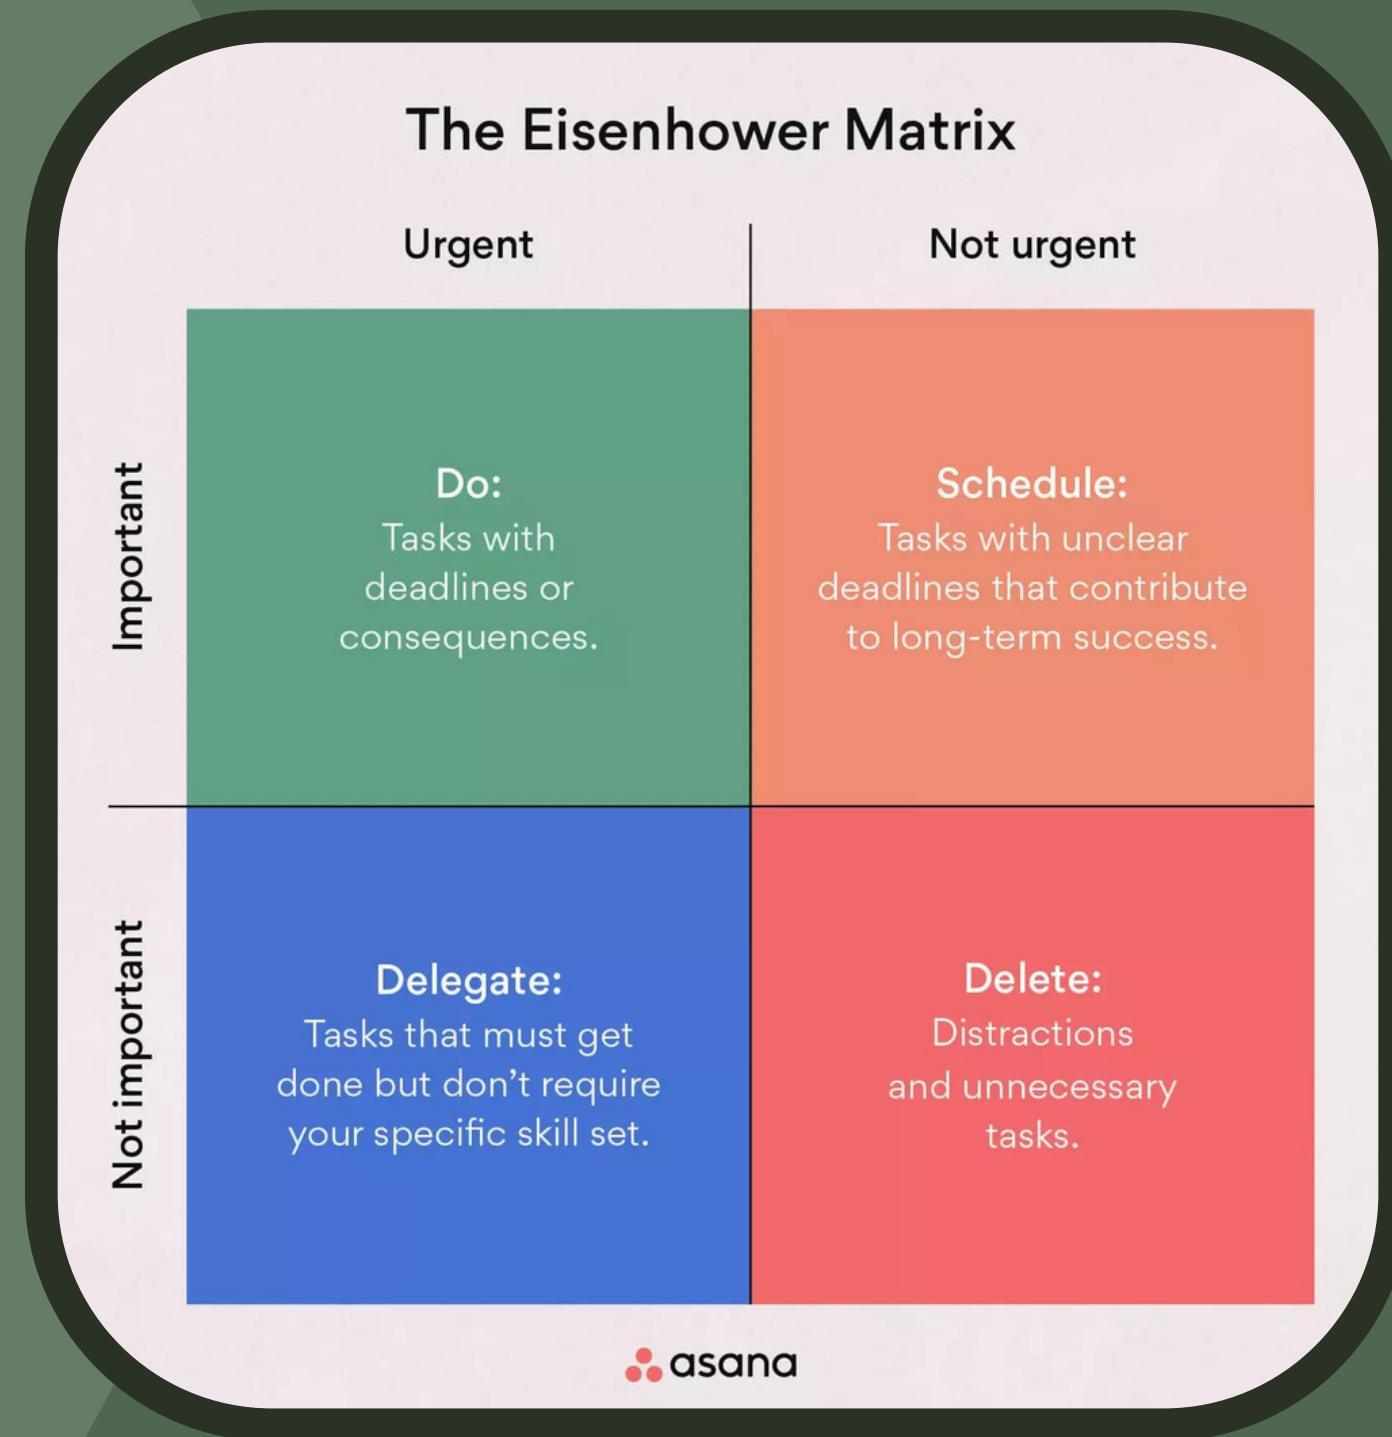 The Eisenhower Matrix
Urgent
Not urgent
Important
Do:
Tasks with
deadlines or
consequences.
Schedule:
Tasks with unclear
deadlines that contribute
to long-term success.
Not important
Delegate:
Tasks that must get
done but don’t require
your specific skill set.
Delete:
Distractions
and unnecessary
tasks.
asana